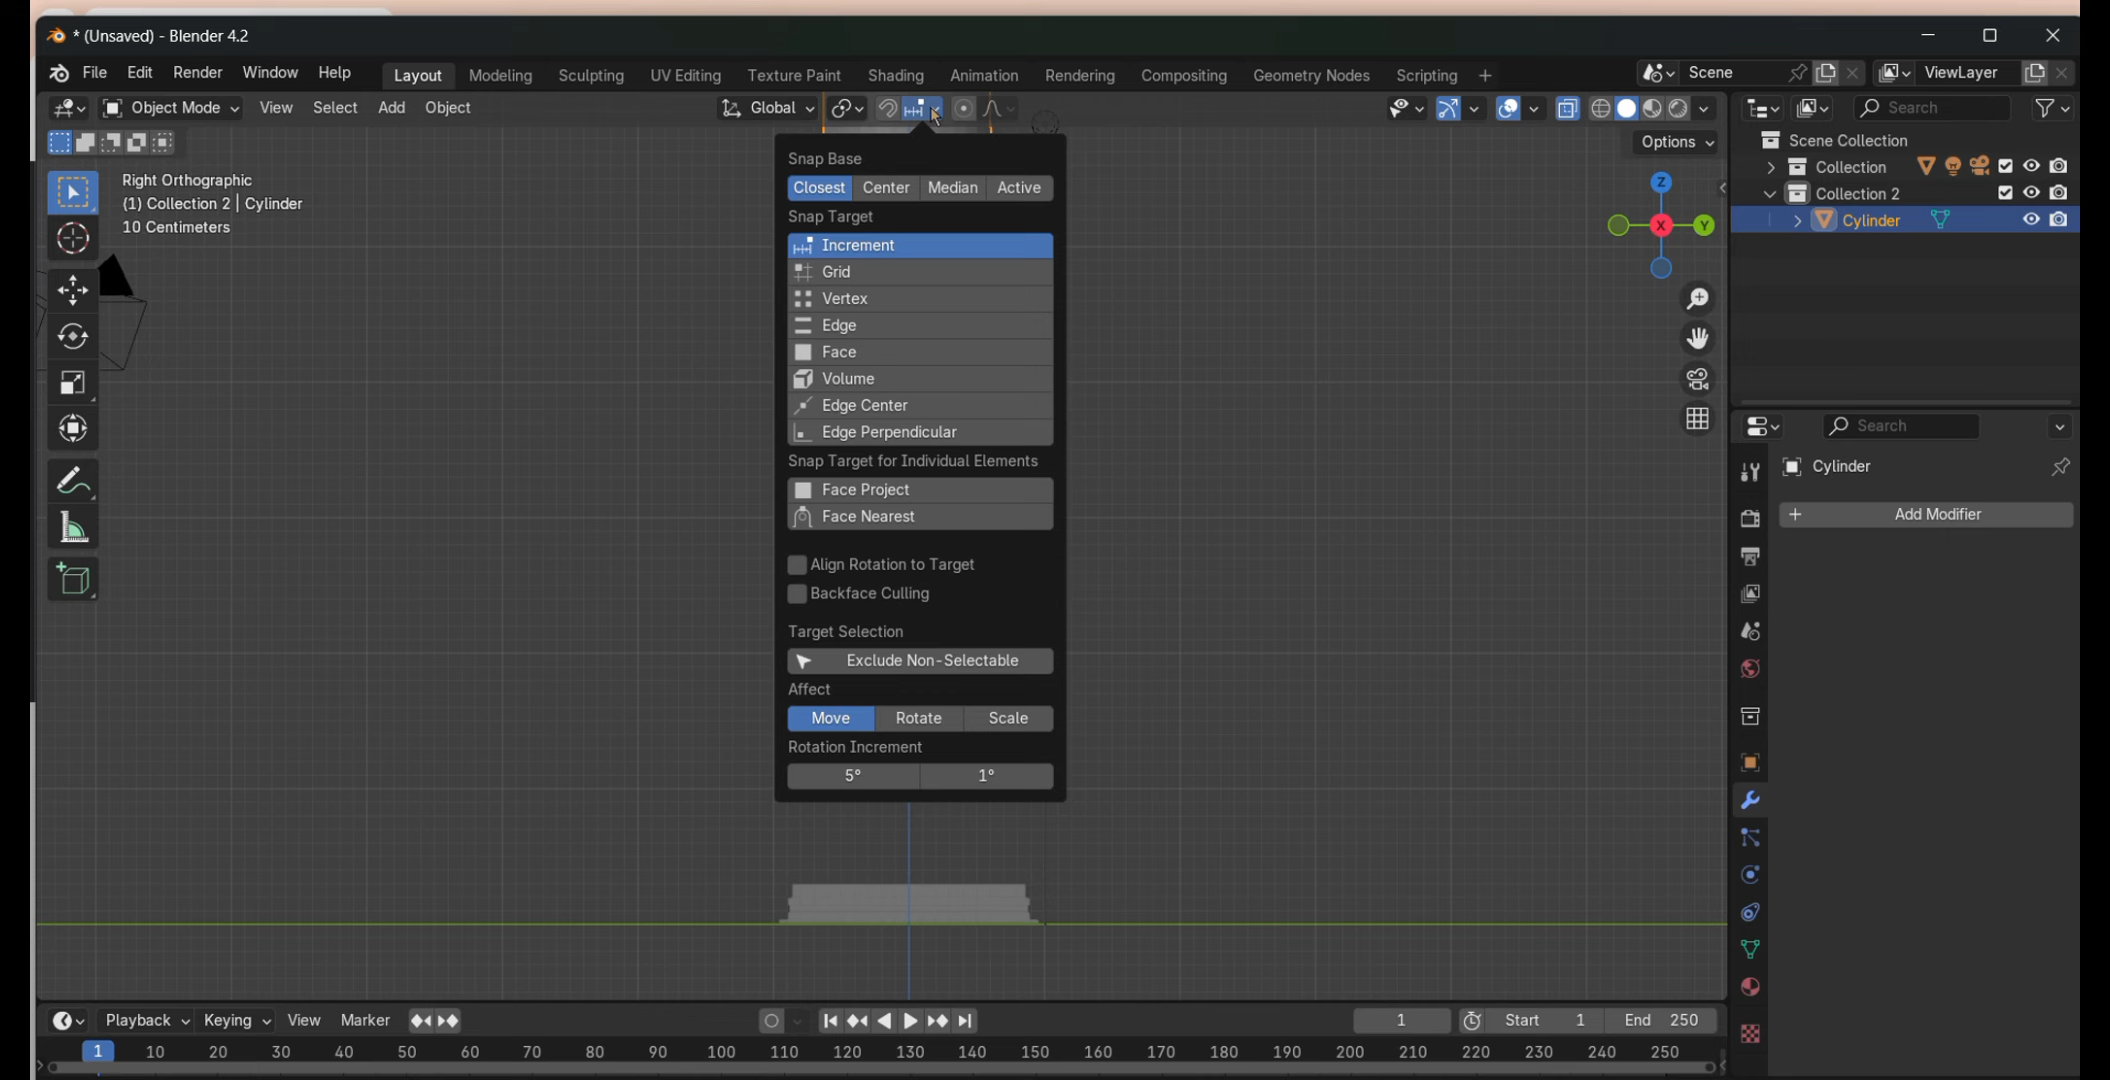 * (Unsaved) - Blender 4.2
File Edit Render Window Help Layout Modeling Sculpting UV Editing Texture Paint Shading Animation Rendering Compositing Geometry Nodes Scripting + Scene ViewLayer
Object Mode View Select Add Object Global Search
Options
Right Orthographic
(1) Collection 2 | Cylinder
10 Centimeters
Snap Base
Closest Center Median Active
Snap Target
Increment
Grid
Vertex
Edge
Face
Volume
Edge Center
Edge Perpendicular
Snap Target for Individual Elements
Face Project
Face Nearest
Align Rotation to Target
Backface Culling
Target Selection
Exclude Non-Selectable
Affect
Move Rotate Scale
Rotation Increment
5° 1°
Z
X Y
Scene Collection
Collection
Collection 2
Cylinder
Search
Cylinder
+ Add Modifier
Playback Keying View Marker 1 Start 1 End 250
1 10 20 30 40 50 60 70 80 90 100 110 120 130 140 150 160 170 180 190 200 210 220 230 240 250